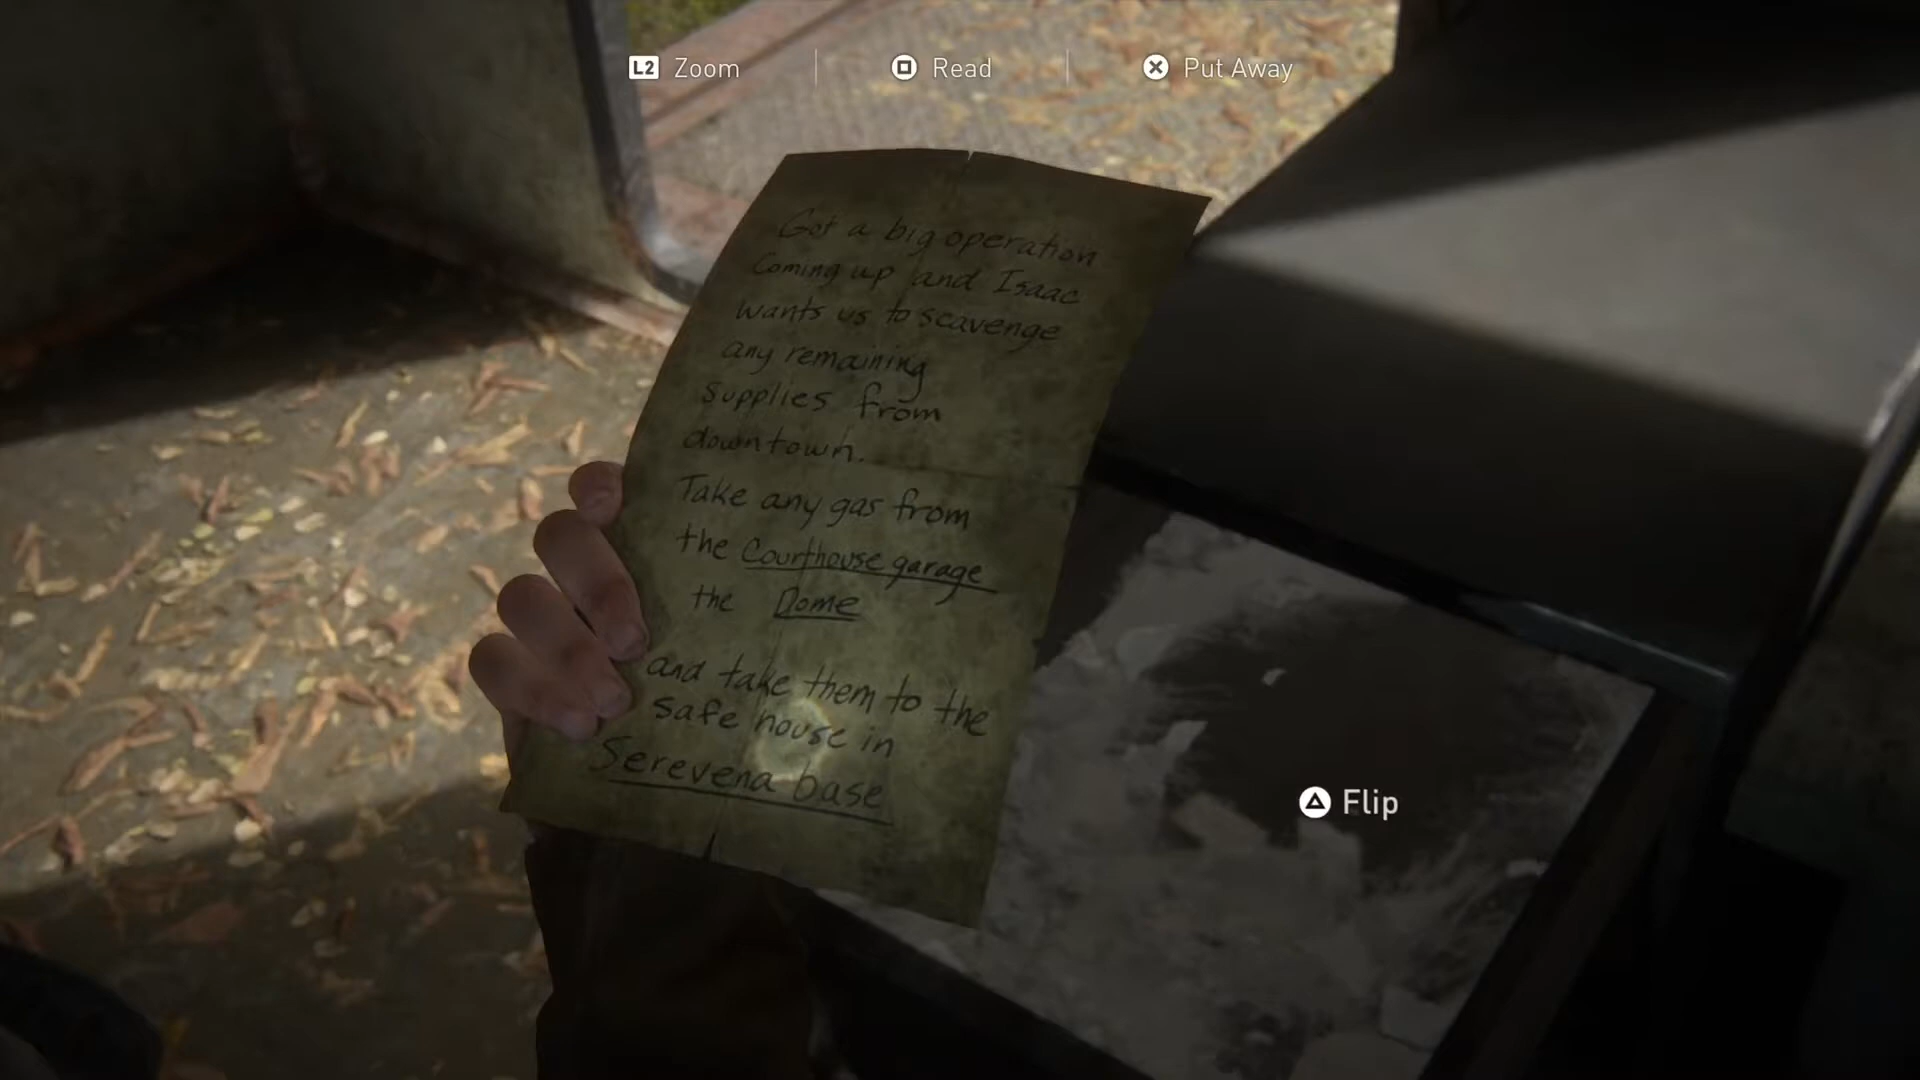 L2 Zoom Read Put Away
Got a big operation
Coming up and Isaac
wants us to scavenge
any remaining
supplies from
downtown.
Take any gas from
the Courthouse garage
the Dome
and take them to the
safe house in
Serevena base
Flip